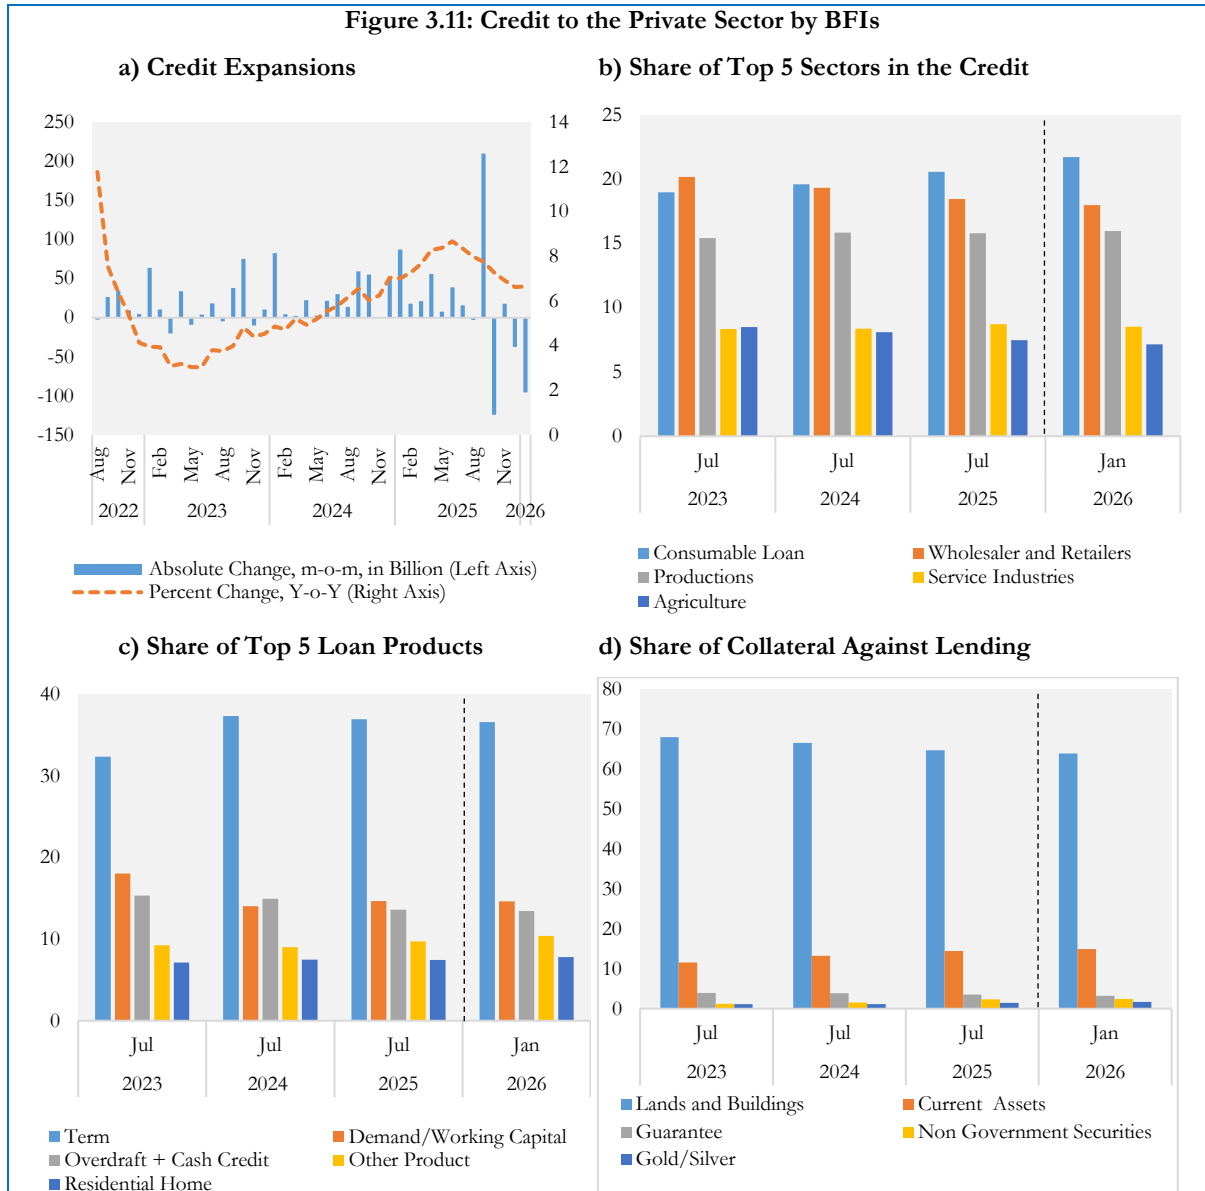 Figure 3.11: Credit to the Private Sector by BFIs
a) Credit Expansions
250
200
150
100
50
0
-50
-100
-150
14
12
10
8
6
4
2
0
Aug
Nov
Feb
May
Aug
Nov
Feb
May
Aug
Nov
Feb
May
Aug
Nov
2022
2023
2024
2025
2026
Absolute Change, m-o-m, in Billion (Left Axis)
Percent Change, Y-o-Y (Right Axis)
b) Share of Top 5 Sectors in the Credit
25
20
15
10
5
0
Jul
Jul
Jul
Jan
2023
2024
2025
2026
Consumable Loan
Wholesaler and Retailers
Productions
Service Industries
Agriculture
c) Share of Top 5 Loan Products
40
30
20
10
0
Jul
Jul
Jul
Jan
2023
2024
2025
2026
Term
Demand/Working Capital
Overdraft + Cash Credit
Other Product
Residential Home
d) Share of Collateral Against Lending
80
70
60
50
40
30
20
10
0
Jul
Jul
Jul
Jan
2023
2024
2025
2026
Lands and Buildings
Current Assets
Guarantee
Non Government Securities
Gold/Silver